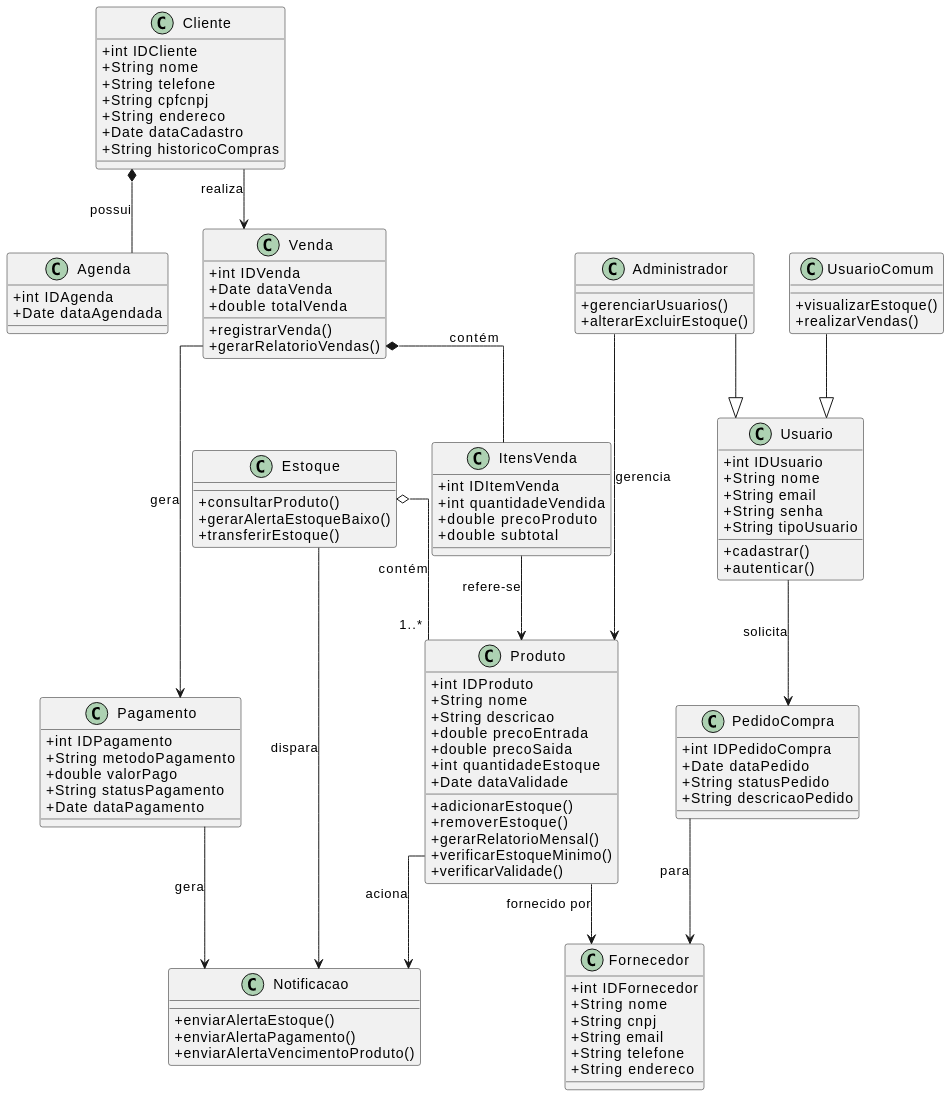 C Cliente
+int IDCliente
+String nome
+String telefone
+String cpfcnpj
+String endereco
+Date dataCadastro
+String historicoCompras
possui
realiza
C Agenda
+int IDAgenda
+Date dataAgendada
C Venda
+int IDVenda
+Date dataVenda
+double totalVenda
+registrarVenda()
+gerarRelatorioVendas()
C Administrador
+gerenciarUsuarios()
+alterarExcluirEstoque()
C UsuarioComum
+visualizarEstoque()
+realizarVendas()
contém
gera
gerencia
C Estoque
+consultarProduto()
+gerarAlertaEstoqueBaixo()
+transferirEstoque()
C ItensVenda
+int IDItemVenda
+int quantidadeVendida
+double precoProduto
+double subtotal
C Usuario
+int IDUsuario
+String nome
+String email
+String senha
+String tipoUsuario
+cadastrar()
+autenticar()
contém
1..*
refere-se
solicita
C Pagamento
+int IDPagamento
+String metodoPagamento
+double valorPago
+String statusPagamento
+Date dataPagamento
dispara
C Produto
+int IDProduto
+String nome
+String descricao
+double precoEntrada
+double precoSaida
+int quantidadeEstoque
+Date dataValidade
+adicionarEstoque()
+removerEstoque()
+gerarRelatorioMensal()
+verificarEstoqueMinimo()
+verificarValidade()
C PedidoCompra
+int IDPedidoCompra
+Date dataPedido
+String statusPedido
+String descricaoPedido
gera
aciona
fornecido por
para
C Notificacao
+enviarAlertaEstoque()
+enviarAlertaPagamento()
+enviarAlertaVencimentoProduto()
C Fornecedor
+int IDFornecedor
+String nome
+String cnpj
+String email
+String telefone
+String endereco